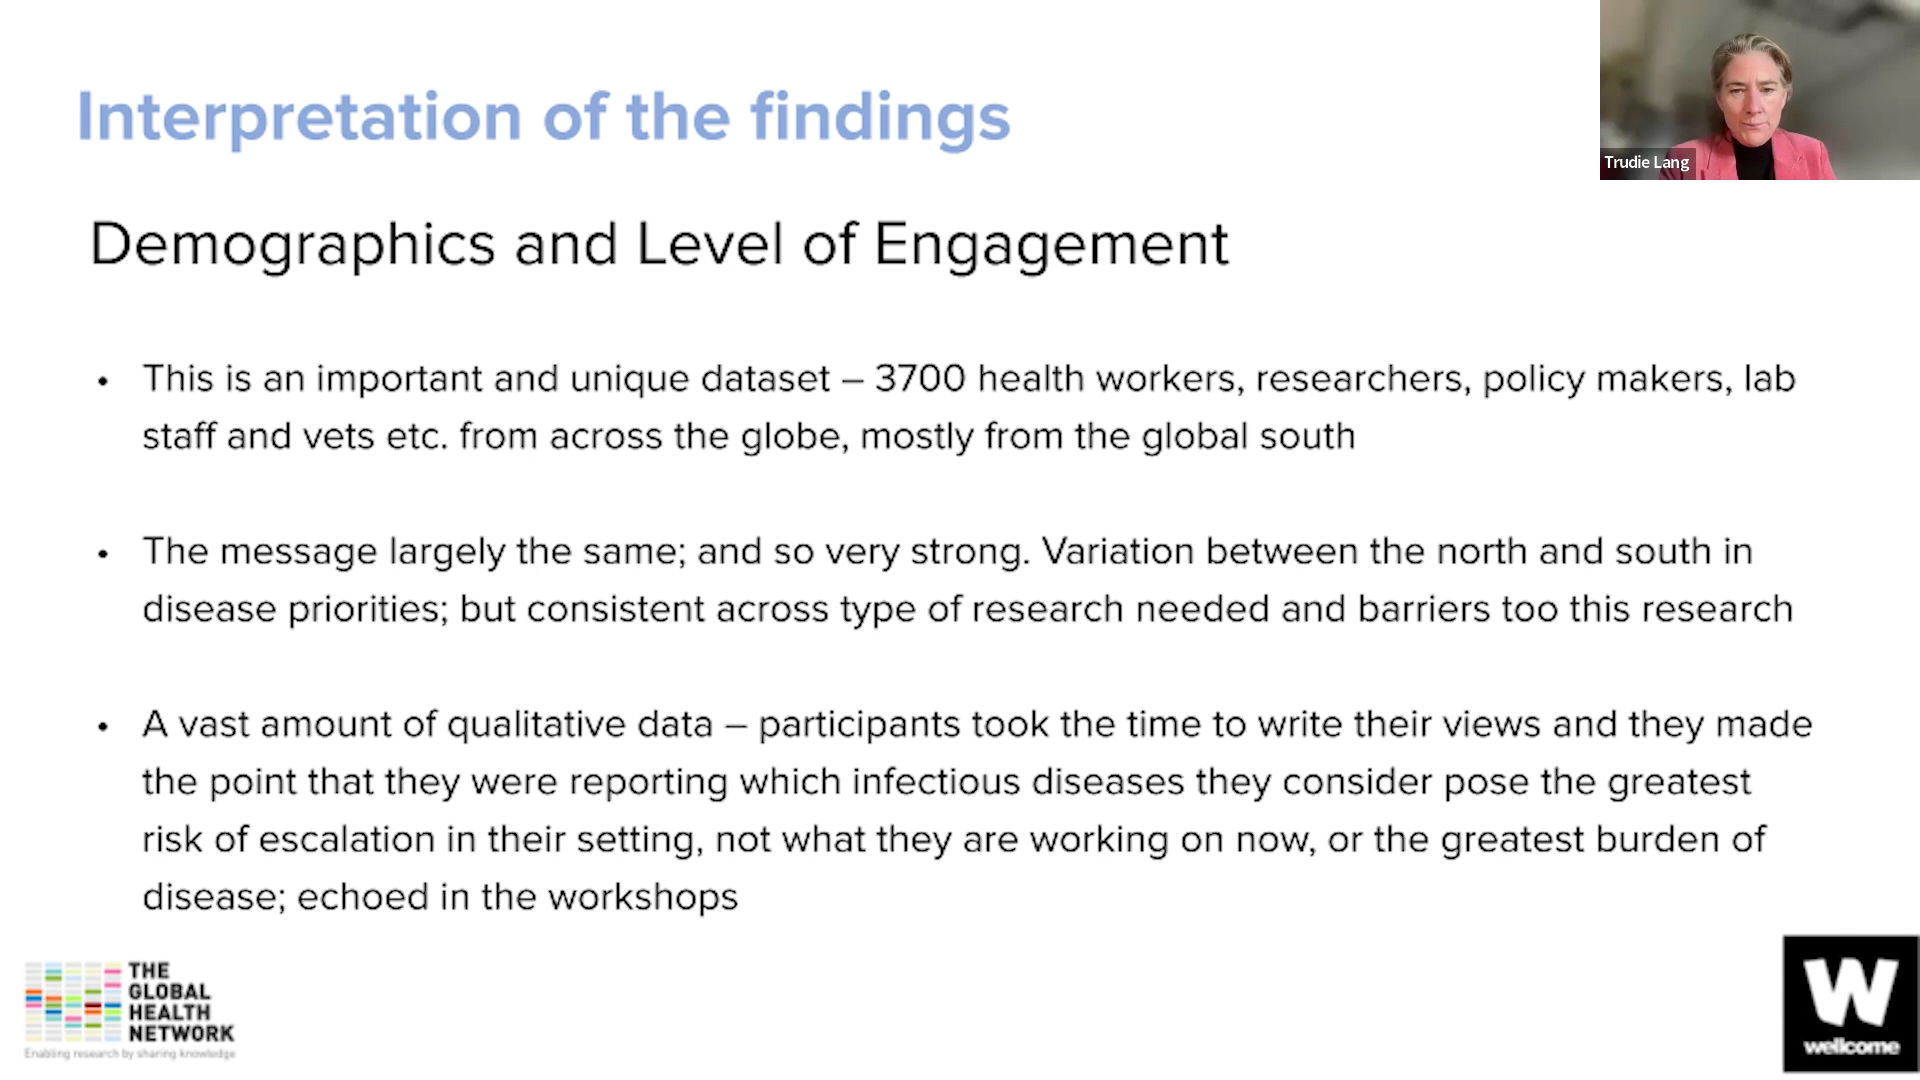 Interpretation of the findings
Trudie Lang
Demographics and Level of Engagement
• This is an important and unique dataset – 3700 health workers, researchers, policy makers, lab
staff and vets etc. from across the globe, mostly from the global south
• The message largely the same; and so very strong. Variation between the north and south in
disease priorities; but consistent across type of research needed and barriers too this research
• A vast amount of qualitative data – participants took the time to write their views and they made
the point that they were reporting which infectious diseases they consider pose the greatest
risk of escalation in their setting, not what they are working on now, or the greatest burden of
disease; echoed in the workshops
THE
GLOBAL
HEALTH
NETWORK
Enabling research by sharing knowledge
W
wellcome